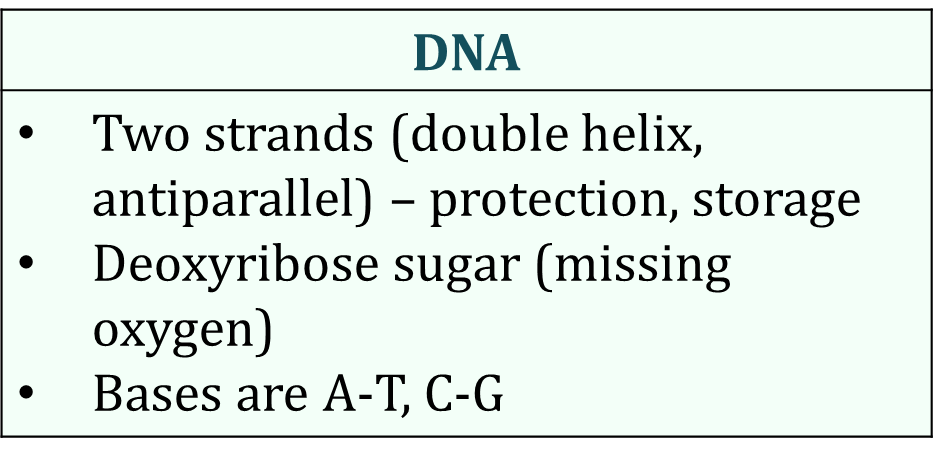 DNA
• Two strands (double helix,
antiparallel) – protection, storage
• Deoxyribose sugar (missing
oxygen)
• Bases are A-T, C-G